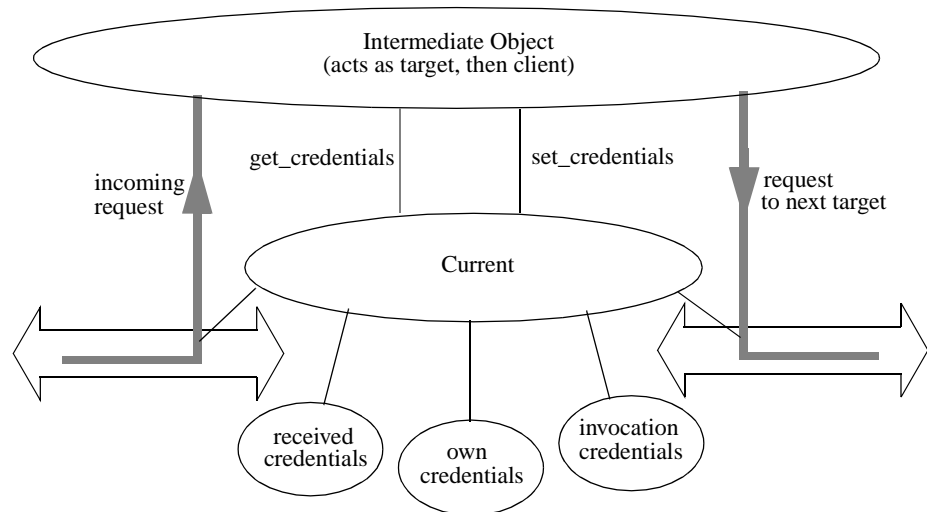 Intermediate Object
(acts as target, then client)
get_credentials
set_credentials
incoming
request
request
to next target
Current
received
credentials
own
credentials
invocation
credentials